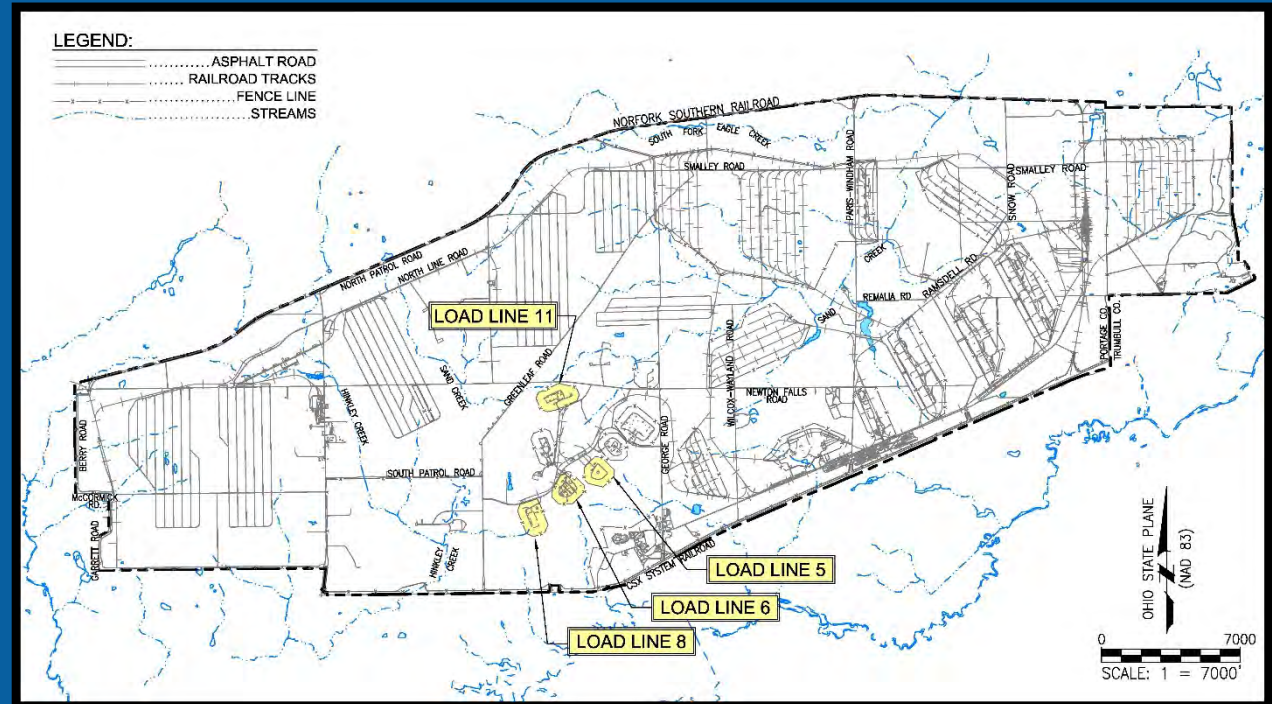 LEGEND:
ASPHALT ROAD
RAILROAD TRACKS
FENCE LINE
STREAMS
NORFORK SOUTHERN RAILROAD
SOUTH FORK EAGLE CREEK
SMALLEY ROAD
PARIS-WINDHAM ROAD
SNOW ROAD
SMALLEY ROAD
NORTH PATROL ROAD
NORTH LINE ROAD
CREEK
RAMSDELL RD
REMALIA RD
SAND
LOAD LINE 11
PORTAGE CO.
TRUMBULL CO.
GREENLEAF ROAD
SAND CREEK
HINKLEY CREEK
WILCOX-WAYLAND ROAD
NEWTON FALLS
ROAD
BERRY ROAD
GEORGE ROAD
SOUTH PATROL ROAD
McCORMICK
RD.
GARRETT ROAD
HINKLEY
CREEK
CSX SYSTEM RAILROAD
LOAD LINE 5
LOAD LINE 6
LOAD LINE 8
OHIO STATE PLANE
(NAD 83)
0 7000
SCALE: 1 = 7000'